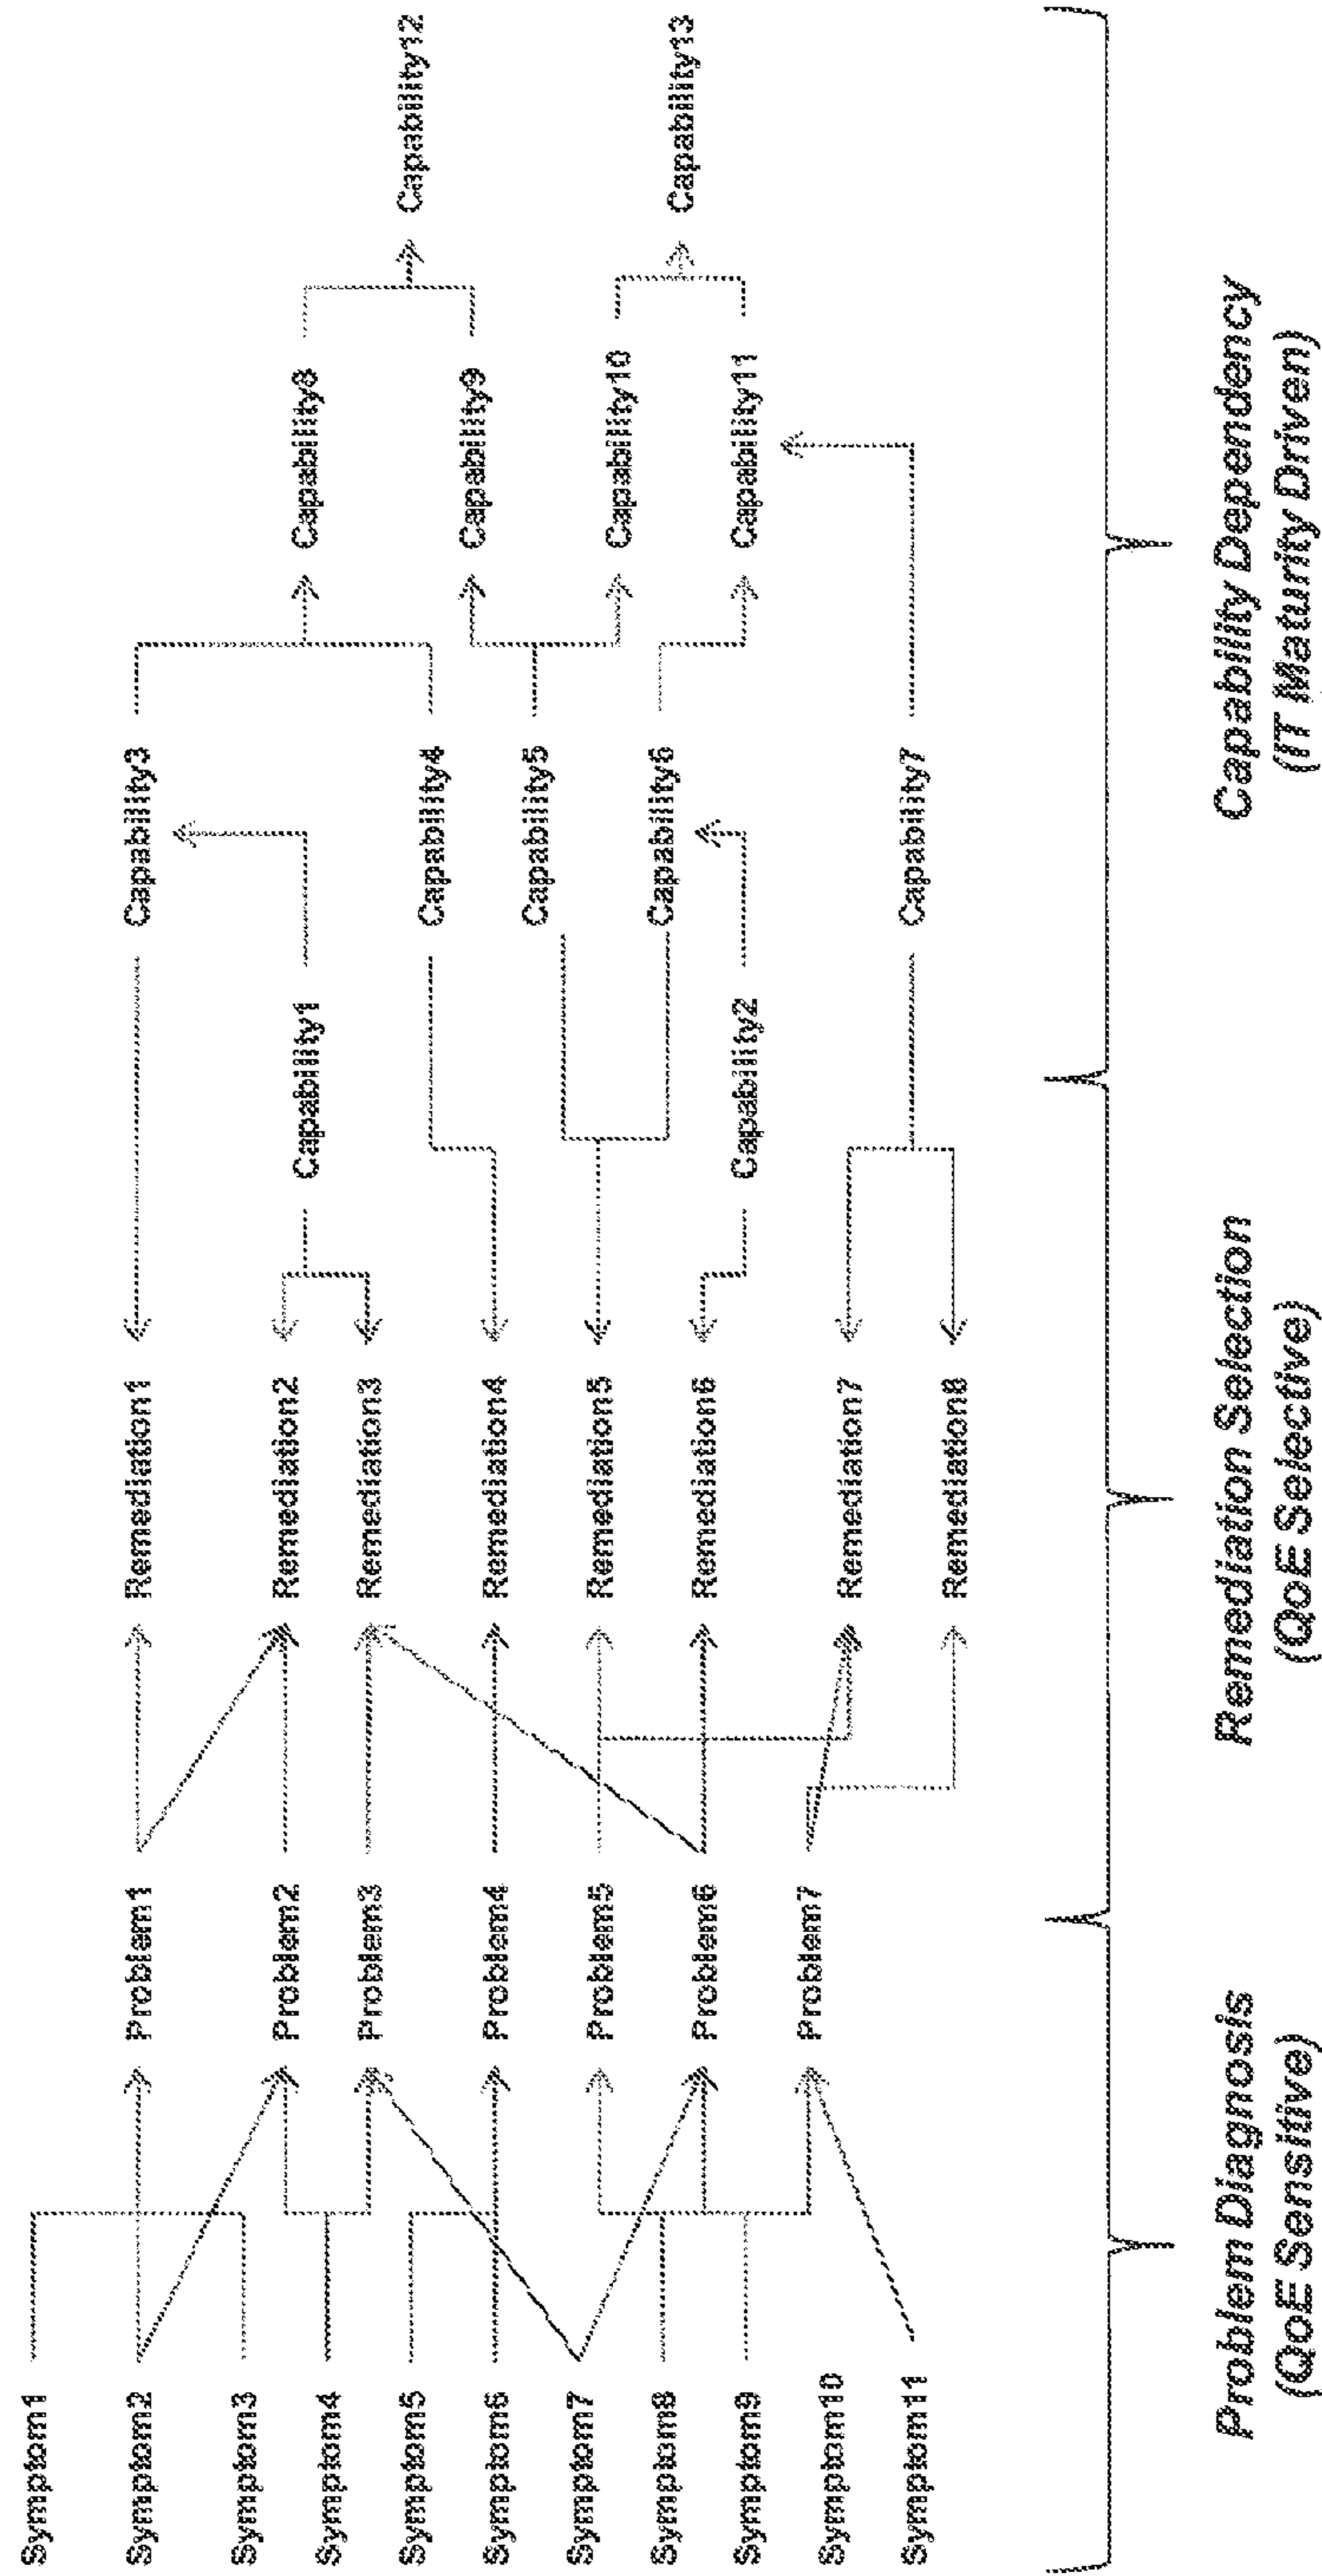 Symptom1
Symptom2
Symptom3
Symptom4
Symptom5
Symptom6
Symptom7
Symptom8
Symptom9
Symptom10
Symptom11
Problem1
Problem2
Problem3
Problem4
Problem5
Problem6
Problem7
Remediation1
Remediation2
Remediation3
Remediation4
Remediation5
Remediation6
Remediation7
Remediation8
Capability1
Capability2
Capability3
Capability4
Capability5
Capability6
Capability7
Capability8
Capability9
Capability10
Capability11
Capability12
Capability13
Problem Diagnosis
(QoE Sensitive)
Remediation Selection
(QoE Selective)
Capability Dependency
(IT Maturity Driven)